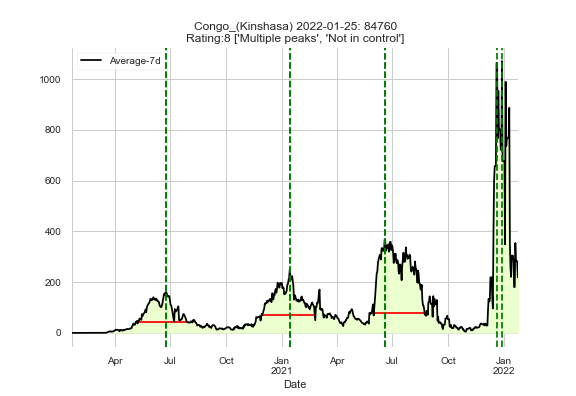 Congo_(Kinshasa) 2022-01-25: 84760
Rating:8 ['Multiple peaks', 'Not in control']
Average-7d
1000
800
600
400
200
0
Apr Jul Oct Jan Apr Jul Oct Jan
2021 2022
Date